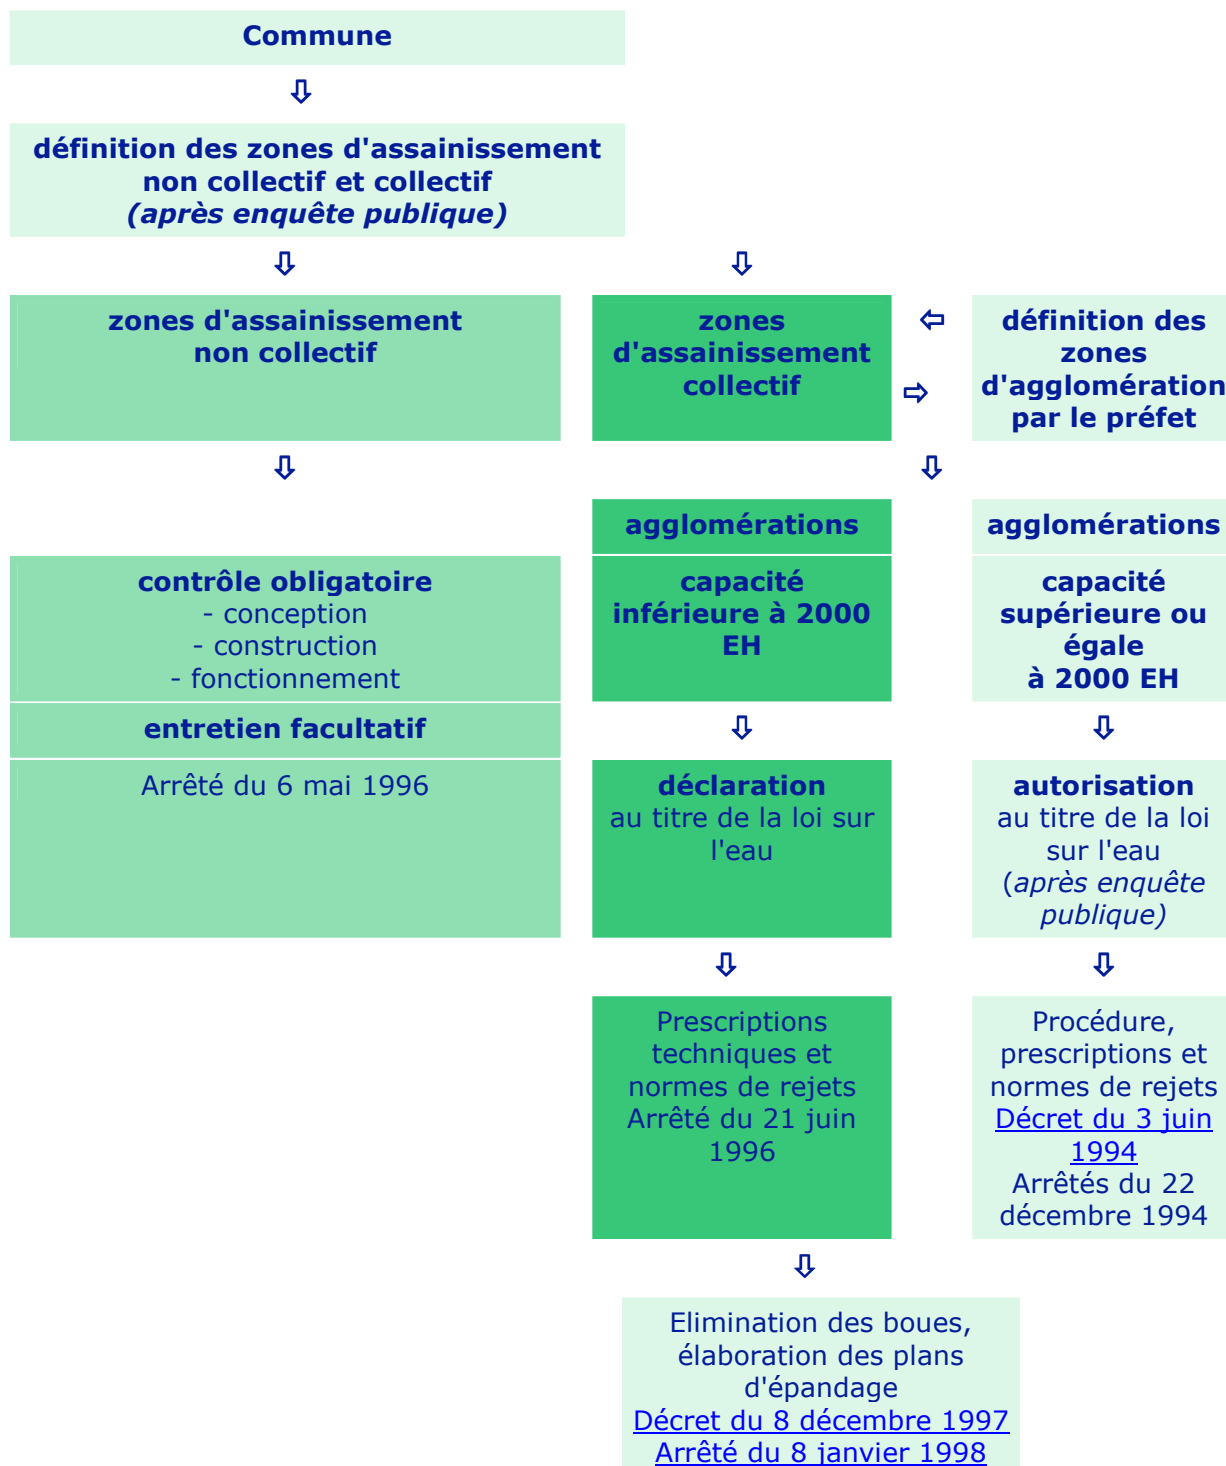 Commune
définition des zones d'assainissement
non collectif et collectif
(après enquête publique)
zones d'assainissement
non collectif
zones
d'assainissement
collectif
définition des
zones
d'agglomération
par le préfet
contrôle obligatoire
- conception
- construction
- fonctionnement
entretien facultatif
Arrêté du 6 mai 1996
agglomérations
capacité
inférieure à 2000
EH
déclaration
au titre de la loi sur
l'eau
Prescriptions
techniques et
normes de rejets
Arrêté du 21 juin
1996
agglomérations
capacité
supérieure ou
égale
à 2000 EH
autorisation
au titre de la loi
sur l'eau
(après enquête
publique)
Procédure,
prescriptions et
normes de rejets
Décret du 3 juin
1994
Arrêtés du 22
décembre 1994
Elimination des boues,
élaboration des plans
d'épandage
Décret du 8 décembre 1997
Arrêté du 8 janvier 1998